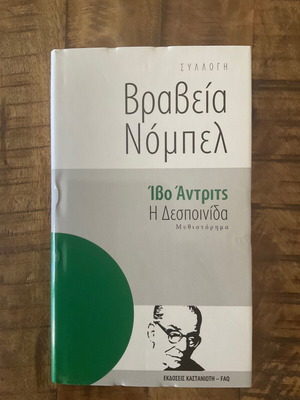 ΣΥΛΛΟΓΗ
Βραβεία
Νόμπελ
Ίβο Άντριτς
Η Δεσποινίδα
Μυθιστόρημα
ΕΚΔΟΣΕΙΣ ΚΑΣΤΑΝΙΩΤΗ – FAQ